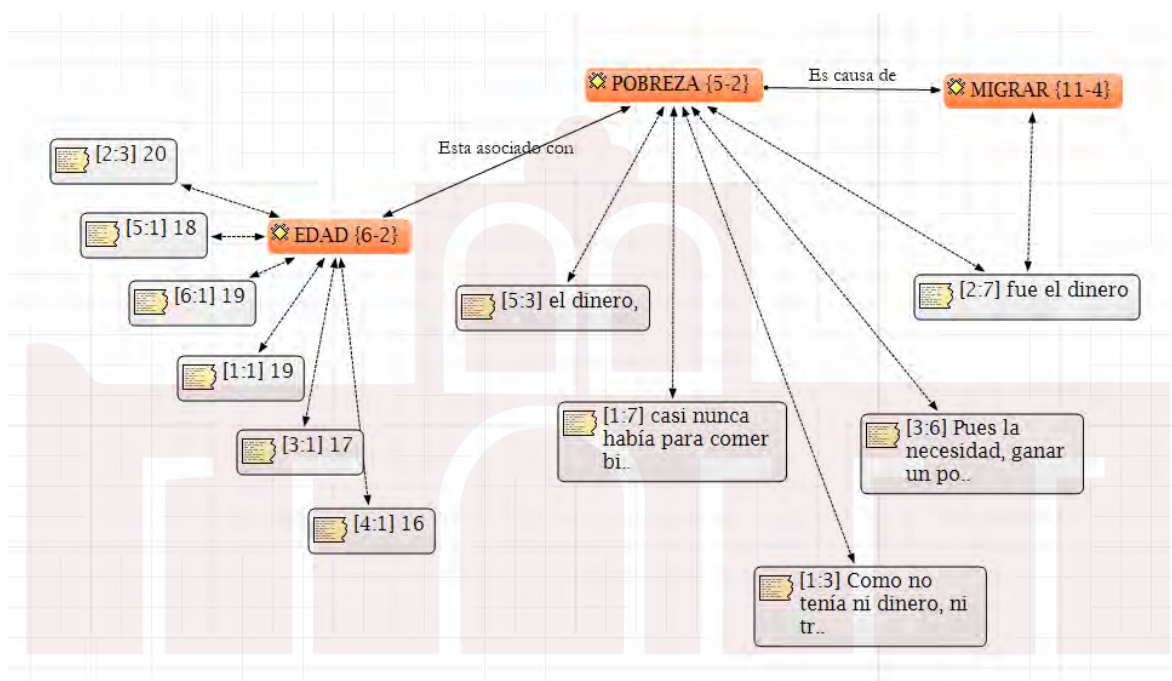 POBREZA {5-2}
Es causa de
MIGRAR {11-4}
Esta asociado con
[2:3] 20
[5:1] 18
EDAD {6-2}
[6:1] 19
[5:3] el dinero,
[2:7] fue el dinero
[1:1] 19
[3:1] 17
[1:7] casi nunca
había para comer
bi..
[3:6] Pues la
necesidad, ganar
un po..
[4:1] 16
[1:3] Como no
tenía ni dinero, ni
tr..